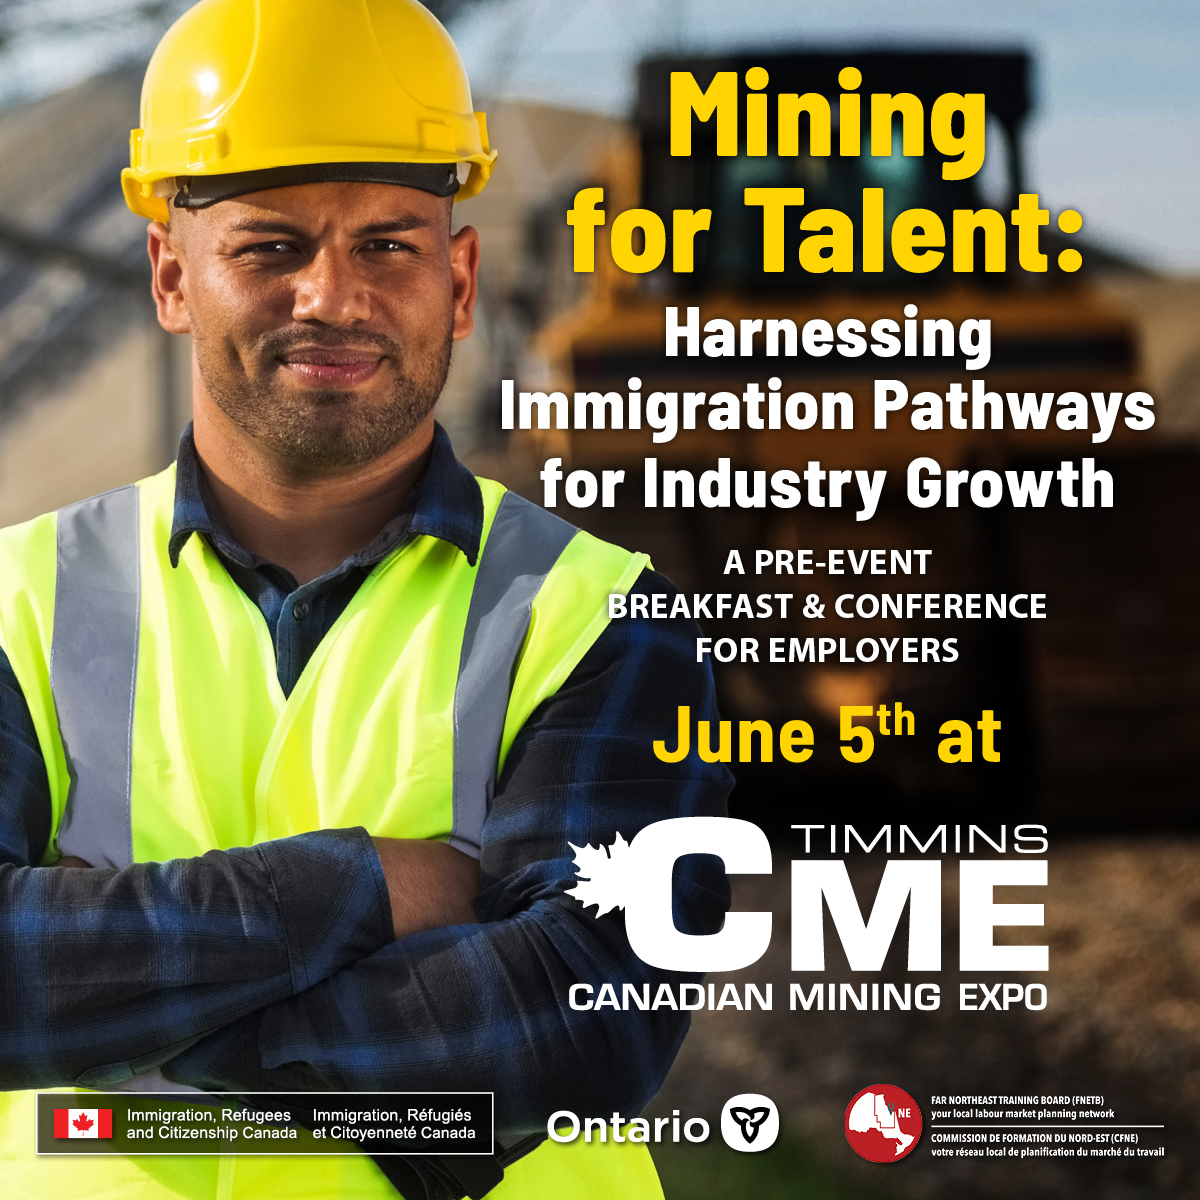 Mining
for Talent:
Harnessing
Immigration Pathways
for Industry Growth
A PRE-EVENT
BREAKFAST & CONFERENCE
FOR EMPLOYERS
June 5th at
TIMMINS
CME
CANADIAN MINING EXPO
Immigration, Refugees
and Citizenship Canada
Immigration, Réfugiés
et Citoyenneté Canada
Ontario
NE
FAR NORTHEAST TRAINING BOARD (FNETB)
your local labour market planning network
COMMISSION DE FORMATION DU NORD-EST (CFNE)
votre réseau local de planification du marché du travail